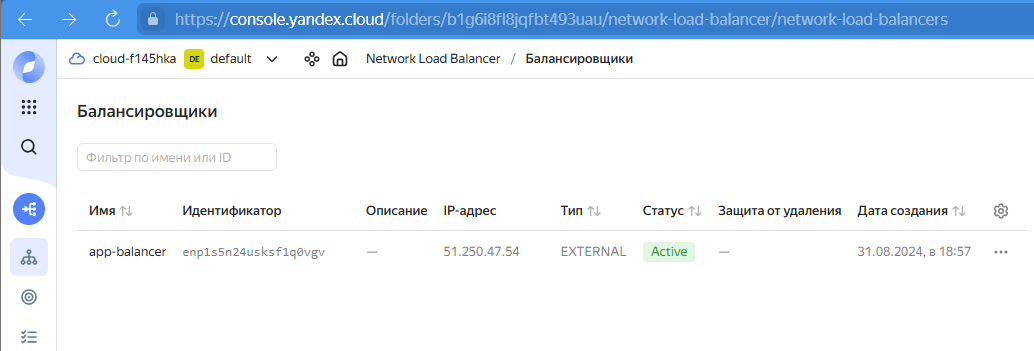 https://console.yandex.cloud/folders/b1g6i8fl8jqfbt493uau/network-load-balancer/network-load-balancers
cloud-f145hka DE default Network Load Balancer / Балансировщики
Балансировщики
Фильтр по имени или ID
Имя Идентификатор Описание IP-адрес Тип Статус Защита от удаления Дата создания
app-balancer enp1s5n24usksf1q0vgv — 51.250.47.54 EXTERNAL Active — 31.08.2024, в 18:57